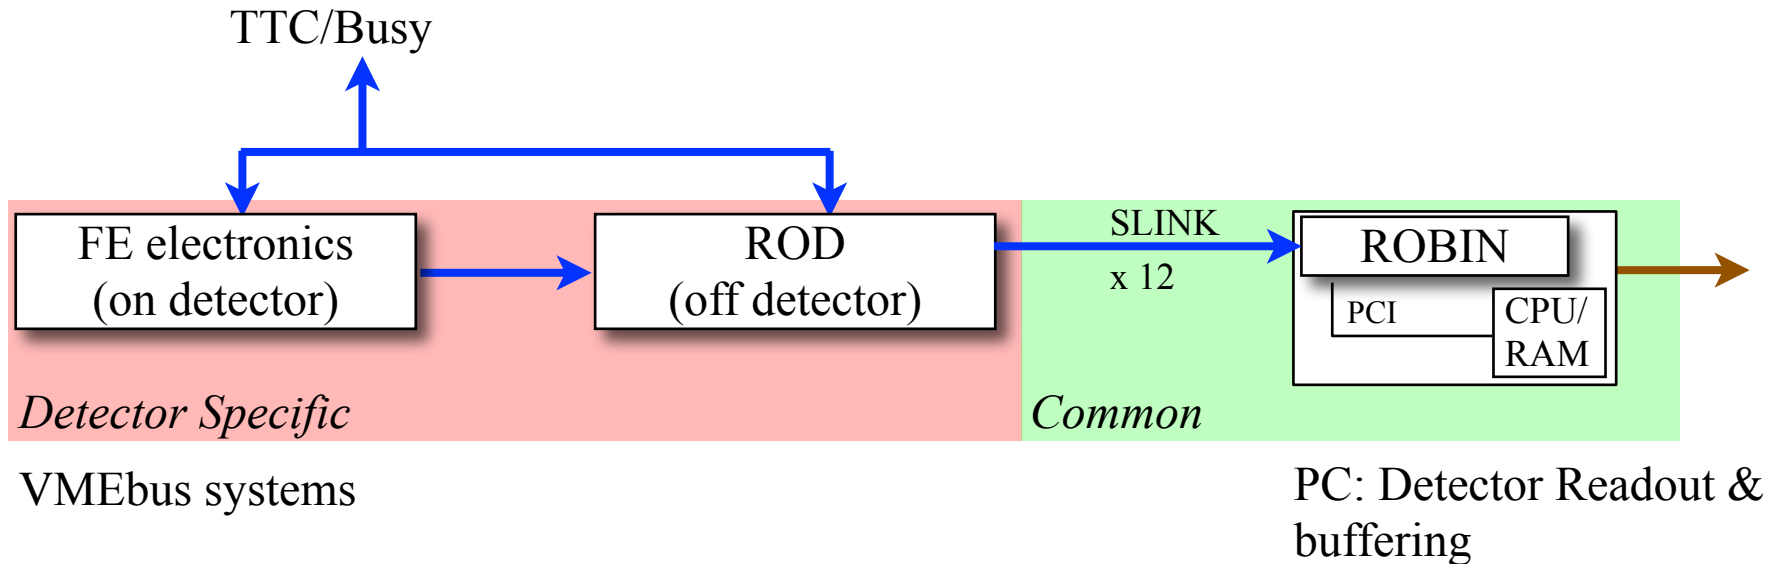 TTC/Busy
FE electronics
(on detector)
ROD
(off detector)
SLINK
x 12
ROBIN
PCI
CPU/
RAM
Detector Specific
Common
VMEbus systems
PC: Detector Readout &
buffering